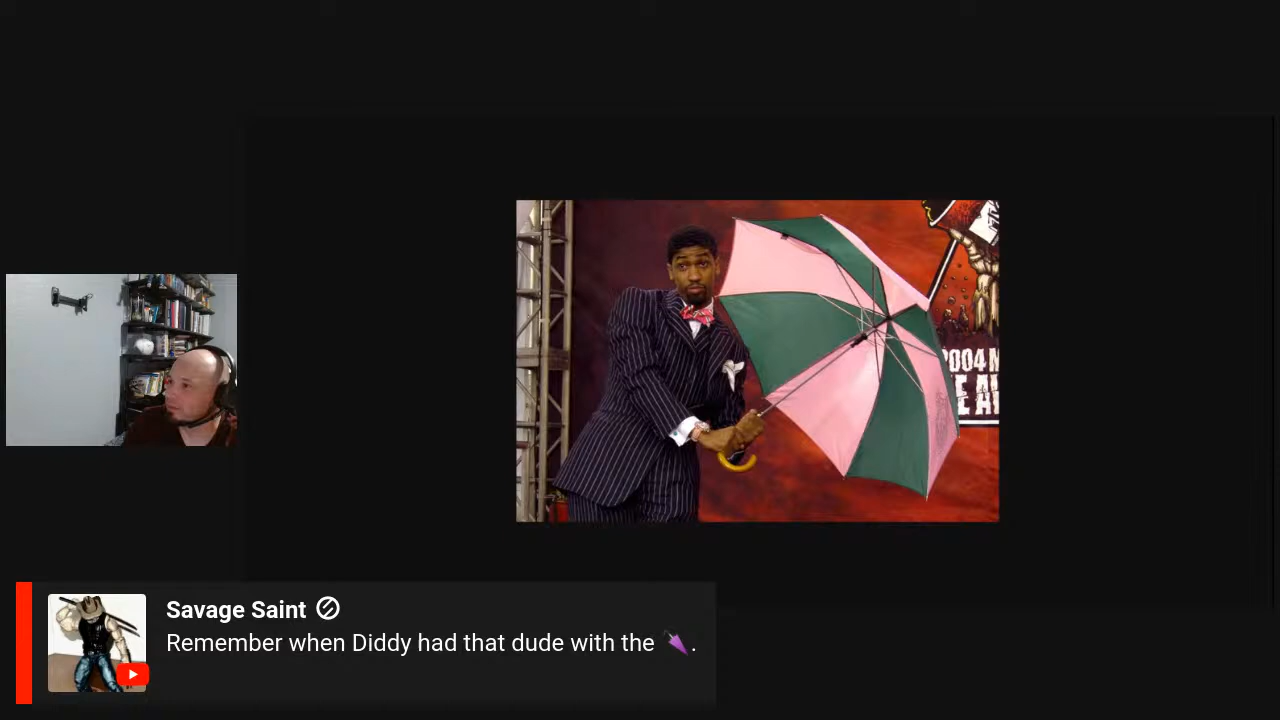 2004 M
E A
Savage Saint
Remember when Diddy had that dude with the 🌂.